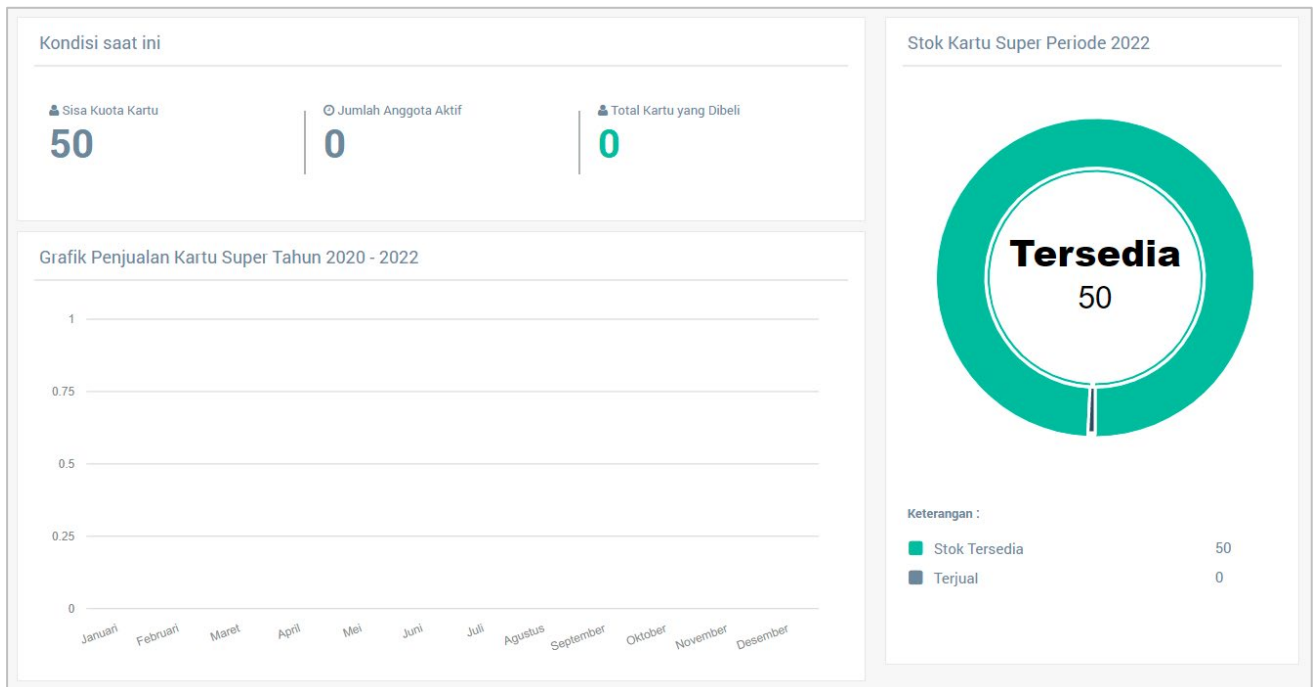 Kondisi saat ini
Sisa Kuota Kartu
50
Jumlah Anggota Aktif
0
Total Kartu yang Dibeli
0
Grafik Penjualan Kartu Super Tahun 2020 - 2022
1
0.75
0.5
0.25
0
Januari Februari Maret April Mei Juni Juli Agustus September Oktober November Desember
Stok Kartu Super Periode 2022
Tersedia
50
Keterangan :
Stok Tersedia 50
Terjual 0